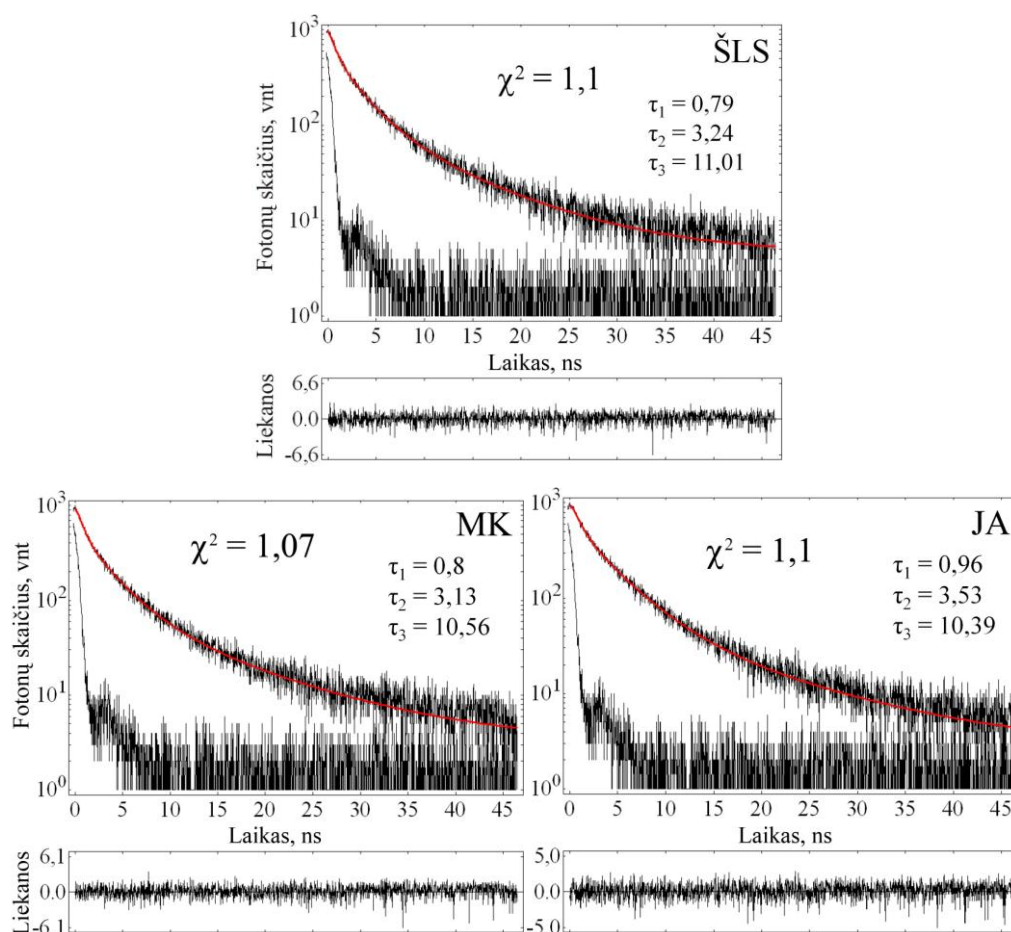 ŠLS
χ² = 1,1
τ₁ = 0,79
τ₂ = 3,24
τ₃ = 11,01
Fotonų skaičius, vnt
10³
10²
10¹
10⁰
0 5 10 15 20 25 30 35 40 45
Laikas, ns
Liekanos
6,6
0.0
-6,6
MK
χ² = 1,07
τ₁ = 0,8
τ₂ = 3,13
τ₃ = 10,56
Fotonų skaičius, vnt
10³
10²
10¹
10⁰
0 5 10 15 20 25 30 35 40 45
Laikas, ns
Liekanos
6,1
0.0
-6,1
JA
χ² = 1,1
τ₁ = 0,96
τ₂ = 3,53
τ₃ = 10,39
10³
10²
10¹
10⁰
0 5 10 15 20 25 30 35 40 45
Laikas, ns
5,0
0.0
-5,0